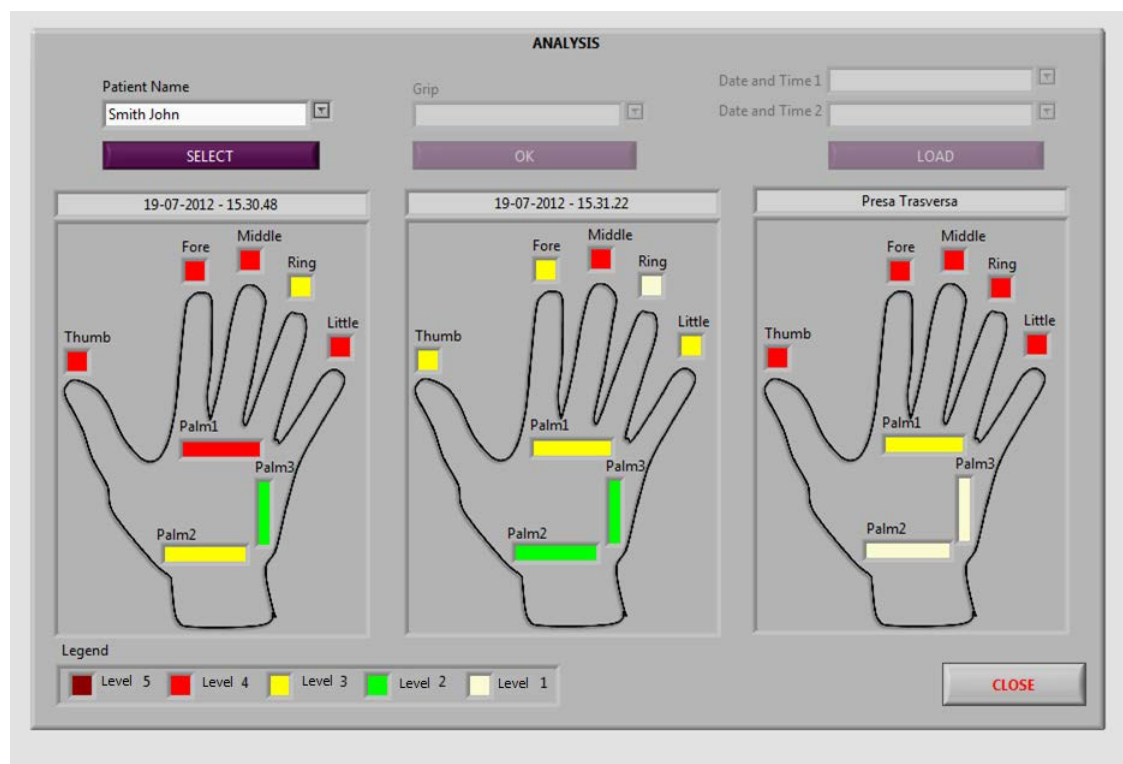 ANALYSIS
Patient Name
Smith John
SELECT
Grip
OK
Date and Time 1
Date and Time 2
LOAD
19-07-2012 - 15.30.48
Thumb
Fore
Middle
Ring
Little
Palm1
Palm3
Palm2
19-07-2012 - 15.31.22
Thumb
Fore
Middle
Ring
Little
Palm1
Palm3
Palm2
Presa Trasversa
Thumb
Fore
Middle
Ring
Little
Palm1
Palm3
Palm2
Legend
Level 5 Level 4 Level 3 Level 2 Level 1
CLOSE